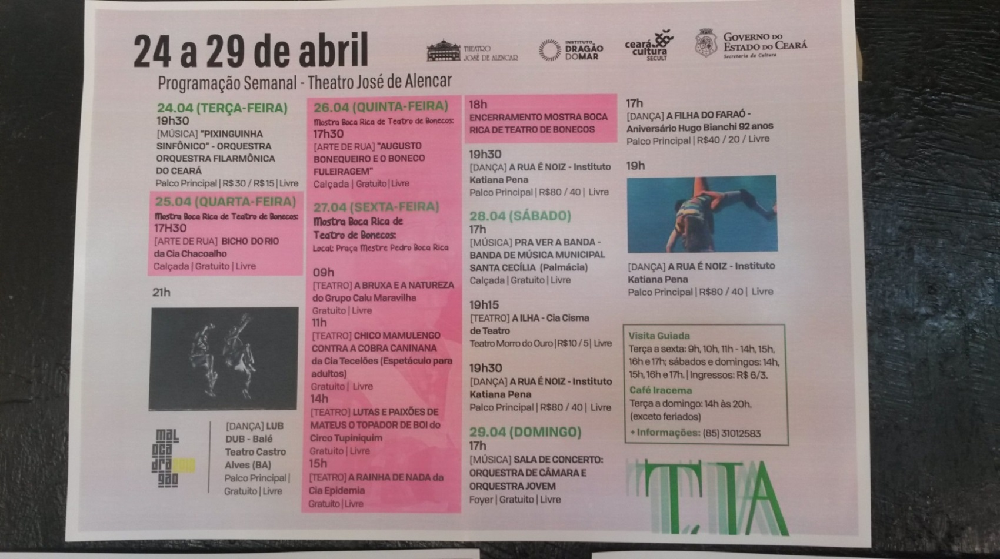 24 a 29 de abril
Programação Semanal - Theatro José de Alencar
THEATRO
JOSÉ DE ALENCAR
INSTITUTO
DRAGÃO
DO MAR
ceará
cultura
SECULT
GOVERNO DO
ESTADO DO CEARÁ
Secretaria da Cultura
24.04 (TERÇA-FEIRA)
19h30
[MÚSICA] "PIXINGUINHA
SINFÔNICO" - ORQUESTRA
ORQUESTRA FILARMÔNICA
DO CEARÁ
Palco Principal | R$ 30 / R$ 15 | Livre
25.04 (QUARTA-FEIRA)
Mostra Boca Rica de Teatro de Bonecos:
17H30
[ARTE DE RUA] BICHO DO RIO
da Cia Chacoalho
Calçada | Gratuito | Livre
21h
mal
oca
dra
gão
[DANÇA] LUB
DUB - Balé
Teatro Castro
Alves (BA)
Palco Principal |
Gratuito | Livre
26.04 (QUINTA-FEIRA)
Mostra Boca Rica de Teatro de Bonecos:
17h30
[ARTE DE RUA] "AUGUSTO
BONEQUEIRO E O BONECO
FULEIRAGEM"
Calçada | Gratuito | Livre
27.04 (SEXTA-FEIRA)
Mostra Boca Rica de
Teatro de Bonecos:
Local: Praça Mestre Pedro Boca Rica
09h
[TEATRO] A BRUXA E A NATUREZA
do Grupo Calu Maravilha
Gratuito | Livre
11h
[TEATRO] CHICO MAMULENGO
CONTRA A COBRA CANINANA
da Cia Tecelões (Espetáculo para
adultos)
Gratuito | Livre
14h
[TEATRO] LUTAS E PAIXÕES DE
MATEUS O TOPADOR DE BOI do
Circo Tupiniquim
Gratuito | Livre
15h
[TEATRO] A RAINHA DE NADA da
Cia Epidemia
Gratuito | Livre
18h
ENCERRAMENTO MOSTRA BOCA
RICA DE TEATRO DE BONECOS
19h30
[DANÇA] A RUA É NOIZ - Instituto
Katiana Pena
Palco Principal | R$80 / 40 | Livre
28.04 (SÁBADO)
17h
[MÚSICA] PRA VER A BANDA -
BANDA DE MÚSICA MUNICIPAL
SANTA CECÍLIA (Palmácia)
Calçada | Gratuito | Livre
19h15
[TEATRO] A ILHA - Cia Cisma
de Teatro
Teatro Morro do Ouro | R$10 / 5 | Livre
19h30
[DANÇA] A RUA É NOIZ - Instituto
Katiana Pena
Palco Principal | R$80 / 40 | Livre
29.04 (DOMINGO)
17h
[MÚSICA] SALA DE CONCERTO:
ORQUESTRA DE CÂMARA E
ORQUESTRA JOVEM
Foyer | Gratuito | Livre
17h
[DANÇA] A FILHA DO FARAÓ -
Aniversário Hugo Bianchi 92 anos
Palco Principal | R$40 / 20 / Livre
19h
[DANÇA] A RUA É NOIZ - Instituto
Katiana Pena
Palco Principal | R$80 / 40 | Livre
Visita Guiada
Terça a sexta: 9h, 10h, 11h - 14h, 15h,
16h e 17h; sábados e domingos: 14h,
15h, 16h e 17h. | Ingressos: R$ 6/3.
Café Iracema
Terça a domingo: 14h às 20h.
(exceto feriados)
+ Informações: (85) 31012583
TJA